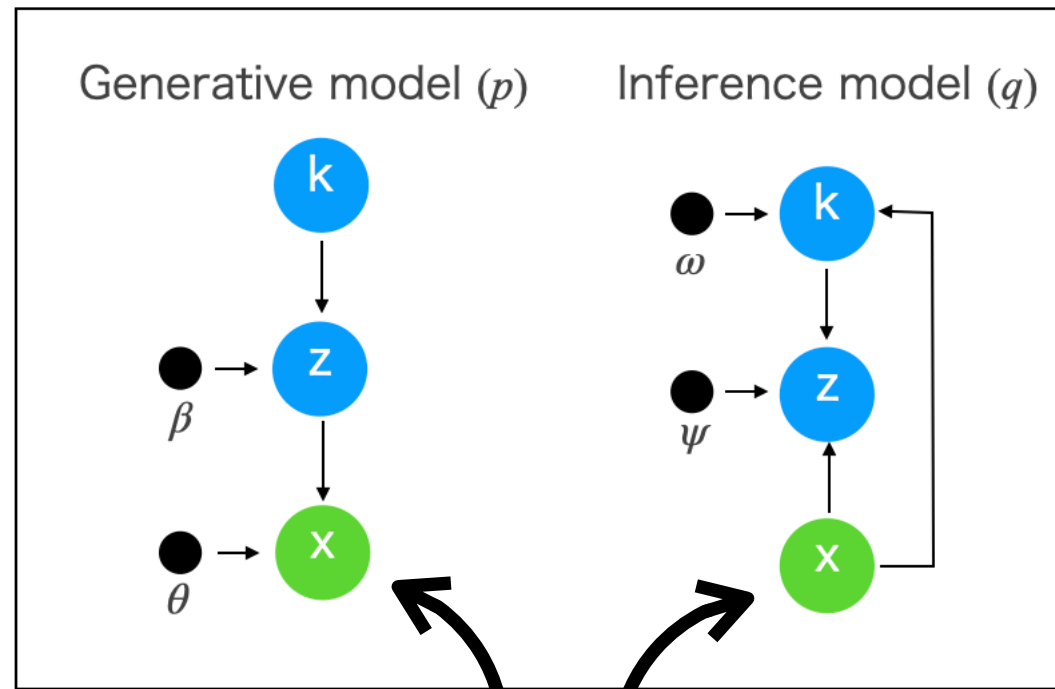 Generative model (p)
k
β
z
θ
x
Inference model (q)
ω
k
ψ
z
x